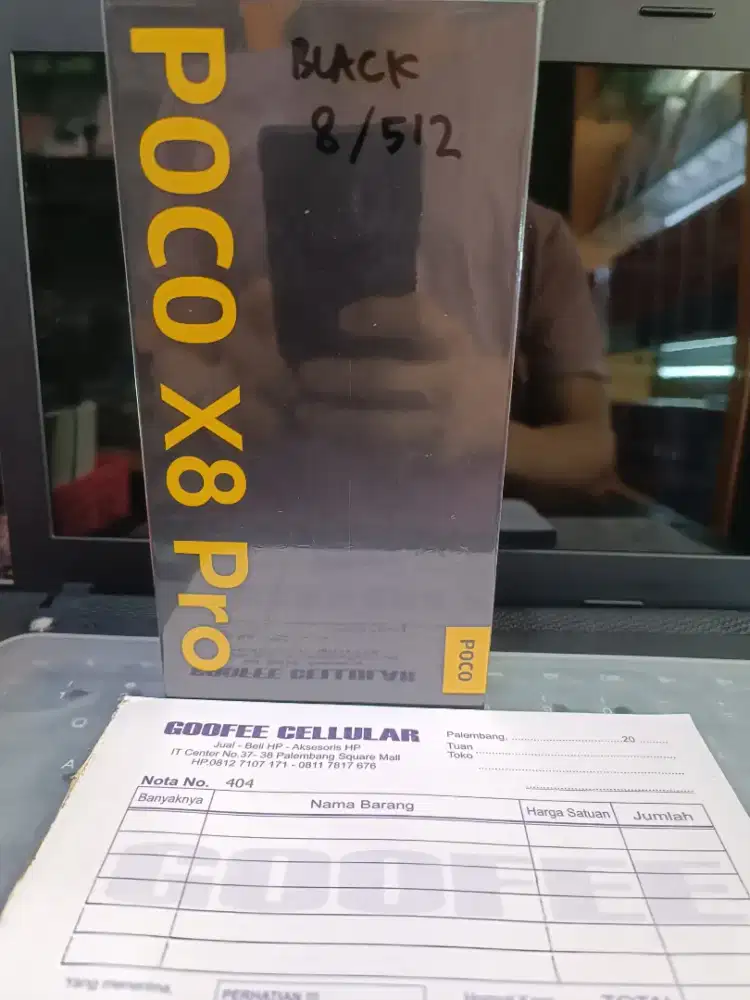 BLACK
8/512
POCO X8 Pro
POCO
GOOFEE CELLULAR
Jual - Beli HP - Aksesoris HP
IT Center No.37- 38 Palembang Square Mall
HP.0812 7107 171 - 0811 7817 676
Palembang, 20
Tuan
Toko
Nota No. 404
Banyaknya Nama Barang Harga Satuan Jumlah
GOOFEE
Yang menerima,
PERHATIAN !!!